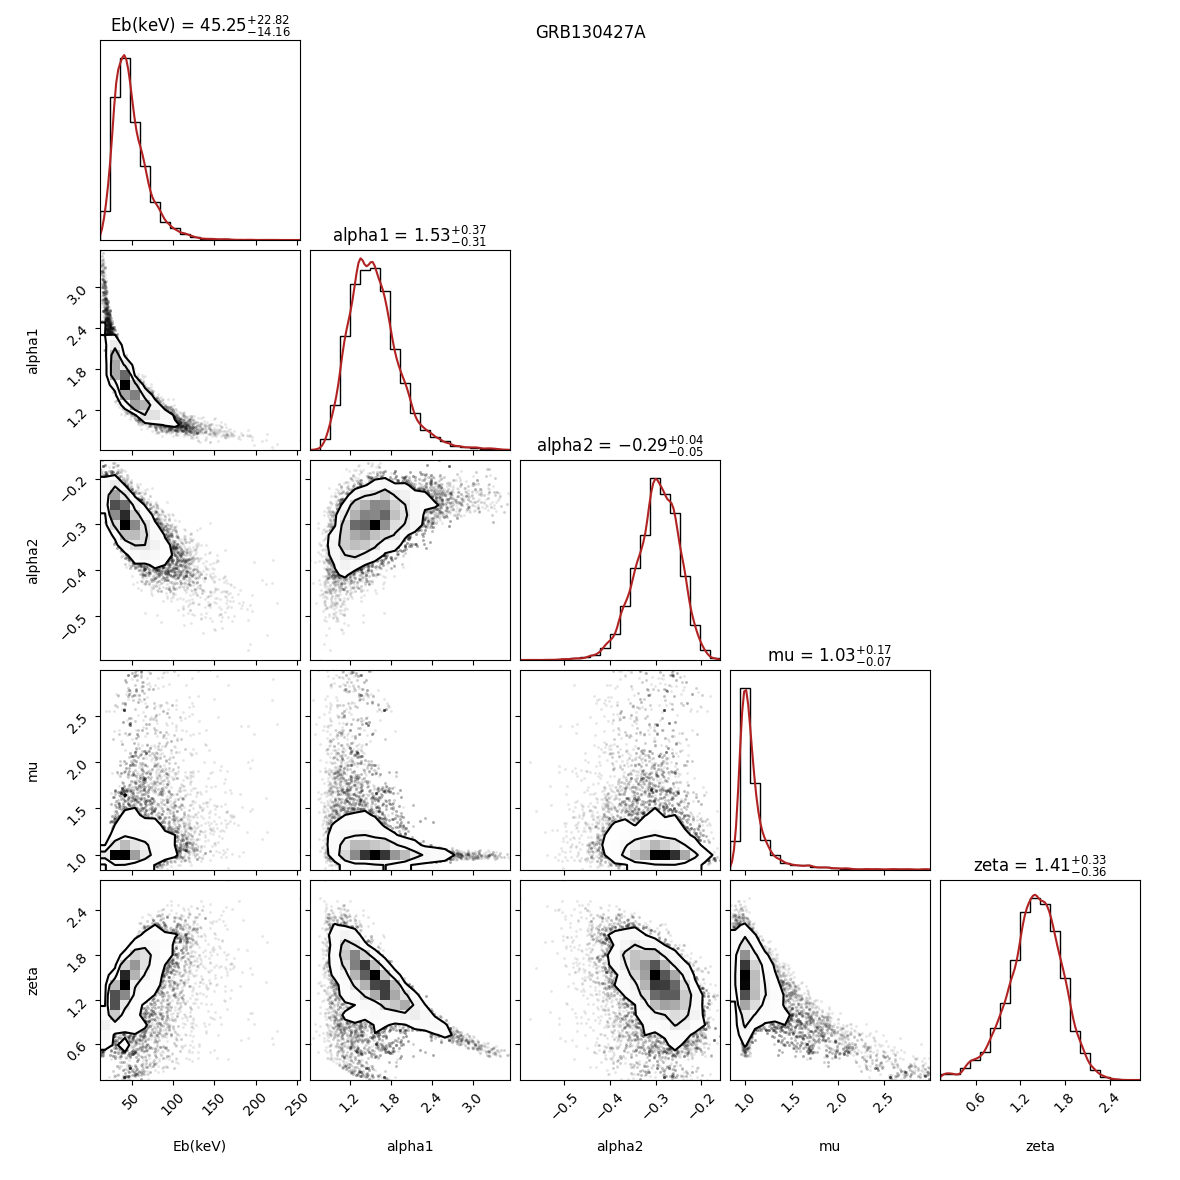 GRB130427A
Eb(keV) = 45.25+22.82−14.16
alpha1 = 1.53+0.37−0.31
alpha1
3.0
2.4
1.8
1.2
alpha2 = −0.29+0.04−0.05
alpha2
−0.2
−0.3
−0.4
−0.5
mu = 1.03+0.17−0.07
mu
2.5
2.0
1.5
1.0
zeta = 1.41+0.33−0.36
zeta
2.4
1.8
1.2
0.6
50 100 150 200 250
1.2 1.8 2.4 3.0
−0.5 −0.4 −0.3 −0.2
1.0 1.5 2.0 2.5
0.6 1.2 1.8 2.4
Eb(keV) alpha1 alpha2 mu zeta